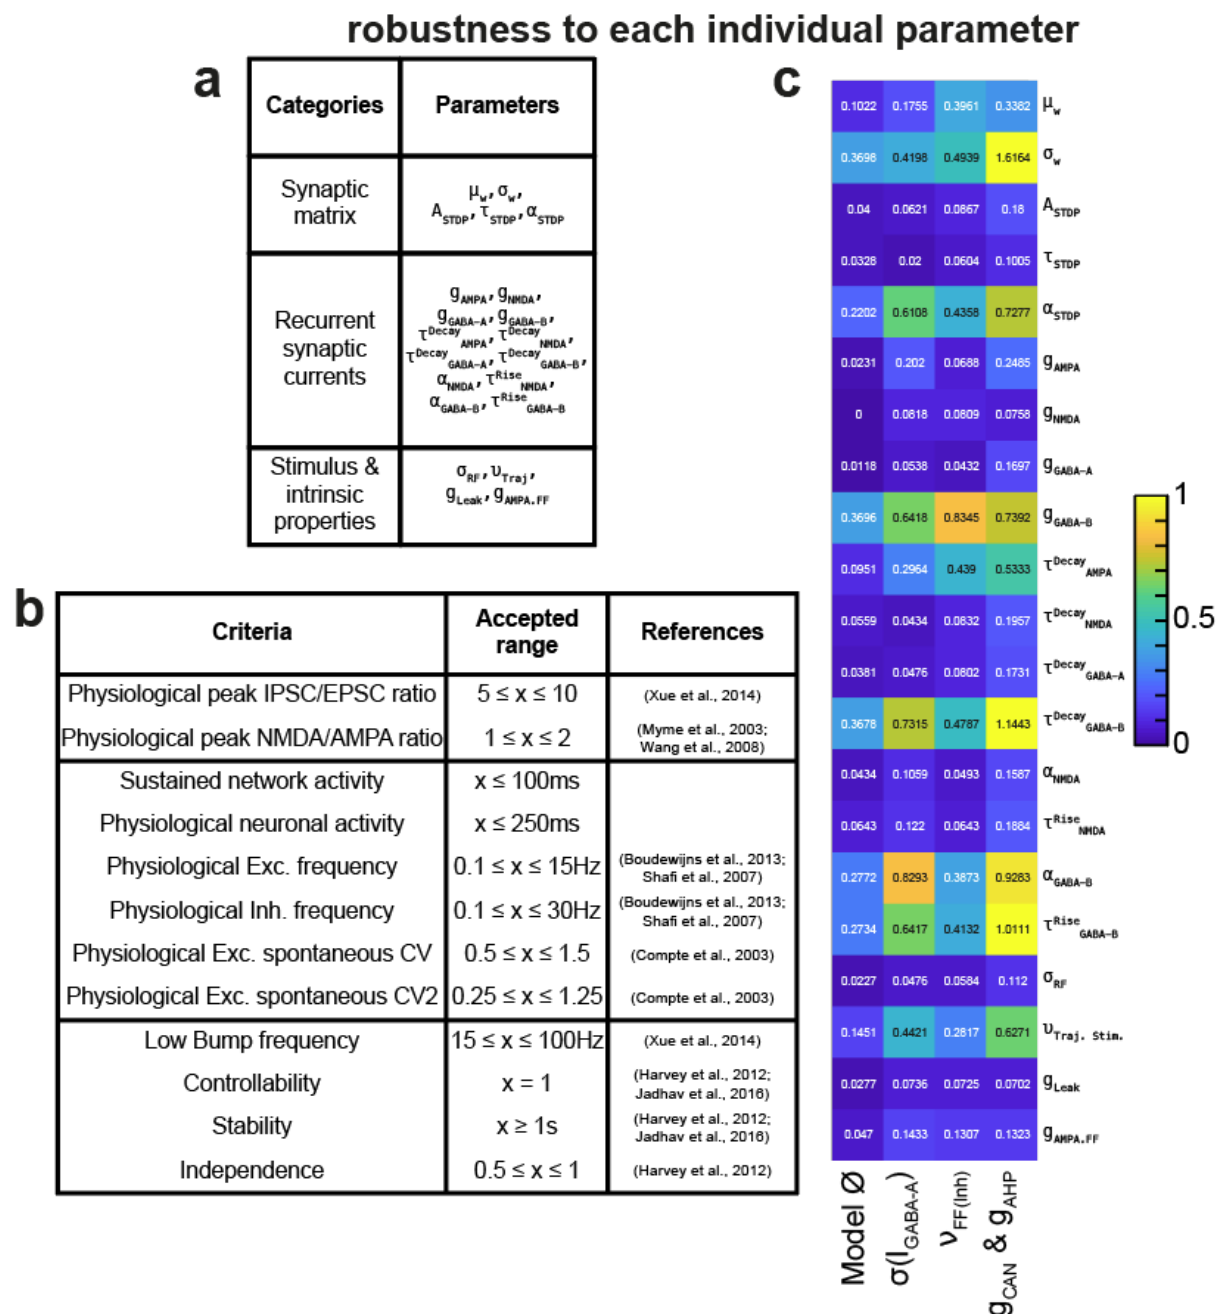 robustness to each individual parameter
a
Categories Parameters
Synaptic matrix
μw, σw,
ASTDP, τSTDP, αSTDP
Recurrent synaptic currents
gAMPA, gNMDA,
gGABA-A, gGABA-B,
τDecayAMPA, τDecayNMDA,
τDecayGABA-A, τDecayGABA-B,
αNMDA, τRiseNMDA,
αGABA-B, τRiseGABA-B
Stimulus & intrinsic properties
σRF, υTraj,
gLeak, gAMPA.FF
b
Criteria Accepted range References
Physiological peak IPSC/EPSC ratio 5 ≤ x ≤ 10 (Xue et al., 2014)
Physiological peak NMDA/AMPA ratio 1 ≤ x ≤ 2 (Myme et al., 2003; Wang et al., 2008)
Sustained network activity x ≤ 100ms
Physiological neuronal activity x ≤ 250ms
Physiological Exc. frequency 0.1 ≤ x ≤ 15Hz (Boudewijns et al., 2013; Shafi et al., 2007)
Physiological Inh. frequency 0.1 ≤ x ≤ 30Hz (Boudewijns et al., 2013; Shafi et al., 2007)
Physiological Exc. spontaneous CV 0.5 ≤ x ≤ 1.5 (Compte et al., 2003)
Physiological Exc. spontaneous CV2 0.25 ≤ x ≤ 1.25 (Compte et al., 2003)
Low Bump frequency 15 ≤ x ≤ 100Hz (Xue et al., 2014)
Controllability x = 1 (Harvey et al., 2012; Jadhav et al., 2016)
Stability x ≥ 1s (Harvey et al., 2012; Jadhav et al., 2016)
Independence 0.5 ≤ x ≤ 1 (Harvey et al., 2012)
c
0.1022 0.1755 0.3961 0.3382 μw
0.3698 0.4198 0.4939 1.6164 σw
0.04 0.0621 0.0867 0.18 ASTDP
0.0328 0.02 0.0604 0.1005 τSTDP
0.2202 0.6108 0.4358 0.7277 αSTDP
0.0231 0.202 0.0688 0.2485 gAMPA
0 0.0818 0.0809 0.0758 gNMDA
0.0118 0.0538 0.0432 0.1697 gGABA-A
0.3696 0.6418 0.8345 0.7392 gGABA-B
0.0951 0.2964 0.439 0.5333 τDecayAMPA
0.0559 0.0434 0.0832 0.1957 τDecayNMDA
0.0381 0.0476 0.0802 0.1731 τDecayGABA-A
0.3678 0.7315 0.4787 1.1443 τDecayGABA-B
0.0434 0.1059 0.0493 0.1587 αNMDA
0.0643 0.122 0.0643 0.1884 τRiseNMDA
0.2772 0.8293 0.3873 0.9283 αGABA-B
0.2734 0.6417 0.4132 1.0111 τRiseGABA-B
0.0227 0.0476 0.0584 0.112 σRF
0.1451 0.4421 0.2817 0.6271 υTraj. Stim.
0.0277 0.0736 0.0725 0.0702 gLeak
0.047 0.1433 0.1307 0.1323 gAMPA.FF
Model Ø
σ(IGABA-A)
νFF(Inh)
gCAN & gAHP
1
0.5
0